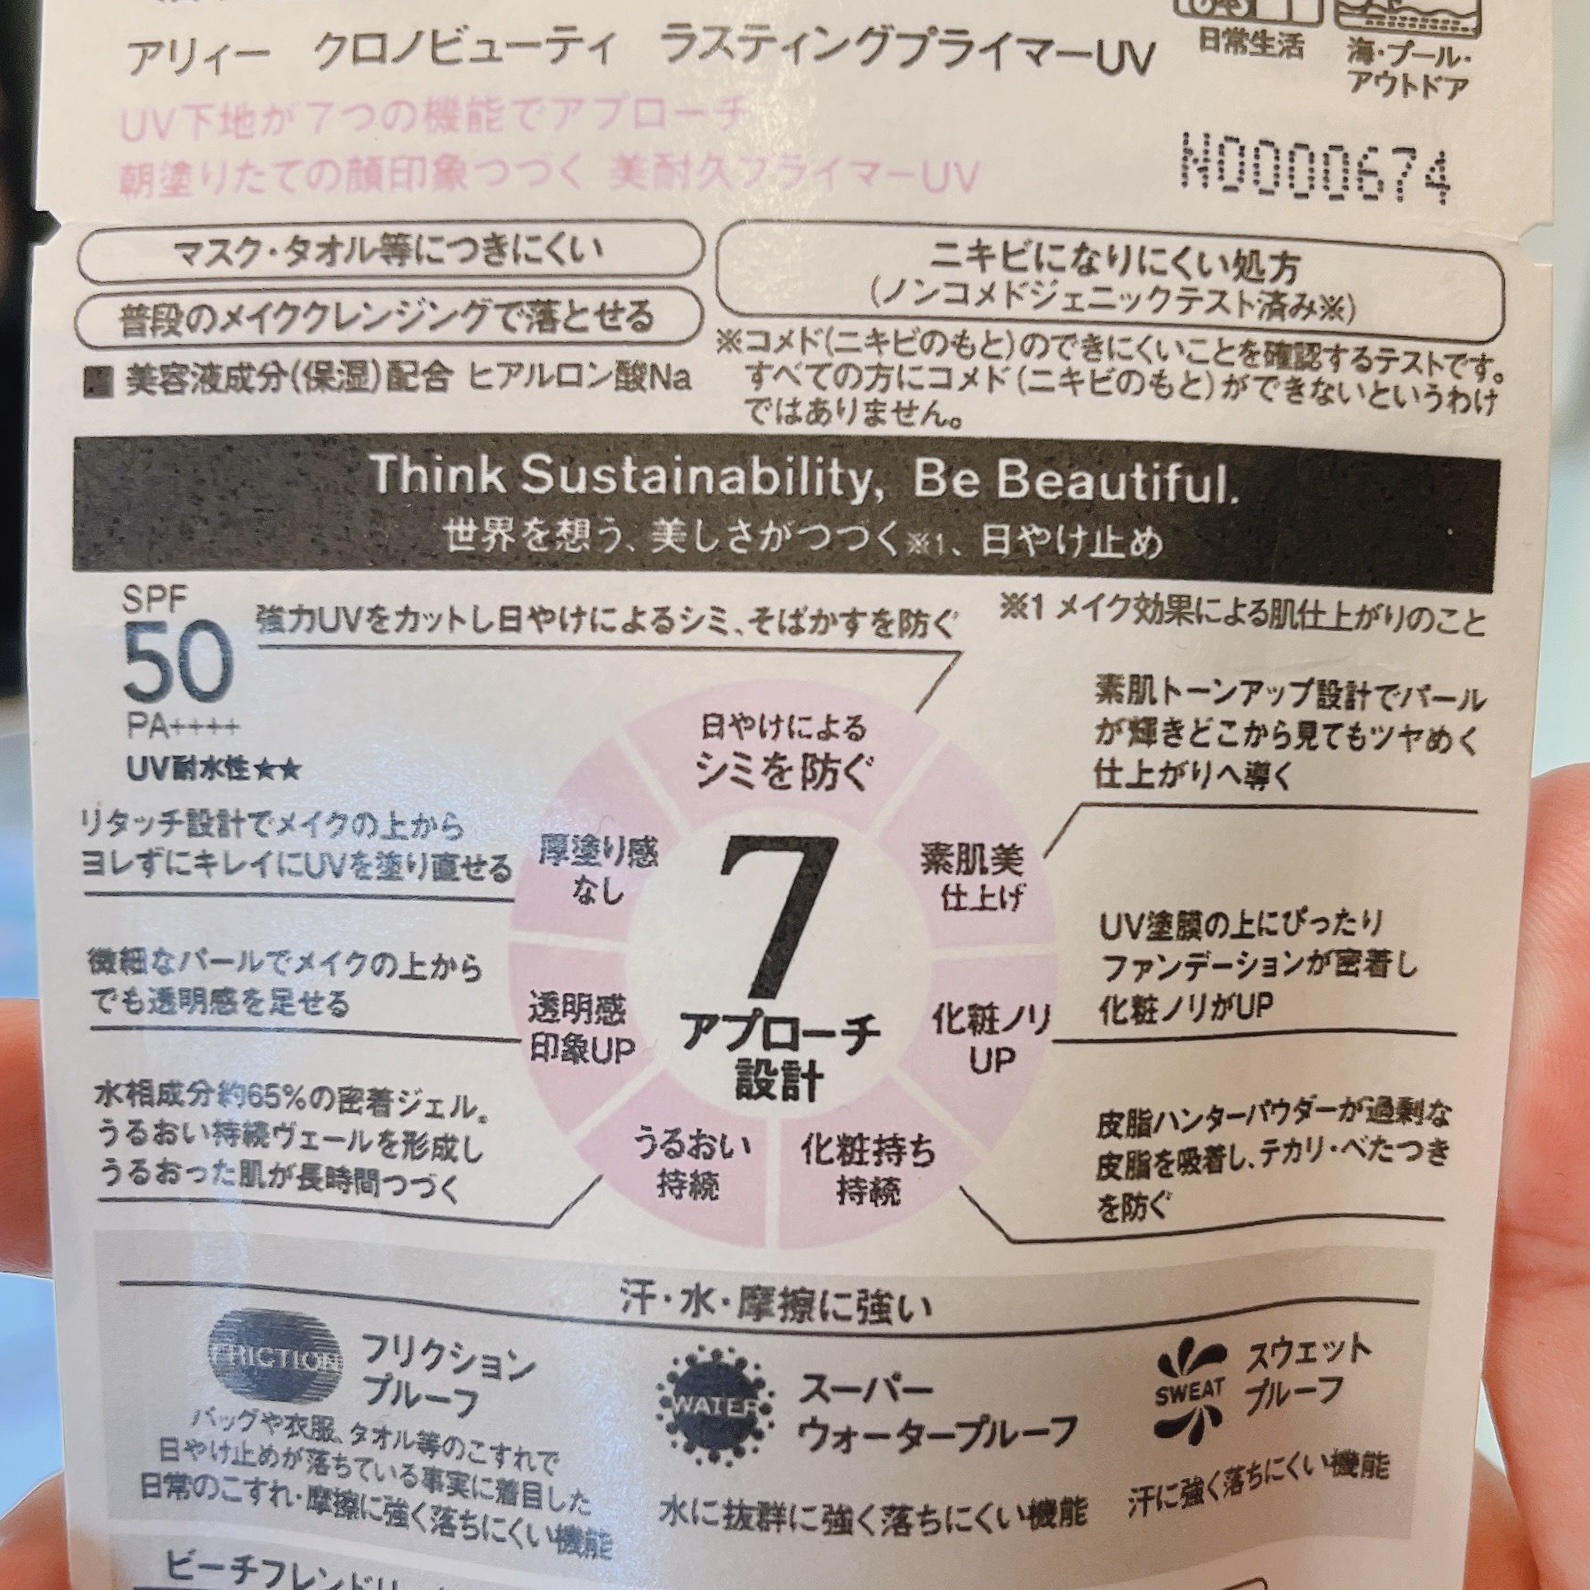 日常生活
海・プール・
アウトドア
アリィー クロノビューティ ラスティングプライマーUV
UV下地が7つの機能でアプローチ
朝塗りたての顔印象つづく 美耐久プライマーUV
N0000674
マスク・タオル等につきにくい
普段のメイククレンジングで落とせる
美容液成分(保湿)配合 ヒアルロン酸Na
ニキビになりにくい処方
(ノンコメドジェニックテスト済み※)
※コメド(ニキビのもと)のできにくいことを確認するテストです。
すべての方にコメド(ニキビのもと)ができないというわけ
ではありません。
Think Sustainability, Be Beautiful.
世界を想う、美しさがつづく※1、日やけ止め
SPF
50
PA++++
UV耐水性★★
強力UVをカットし日やけによるシミ、そばかすを防ぐ
※1 メイク効果による肌仕上がりのこと
素肌トーンアップ設計でパール
が輝きどこから見てもツヤめく
仕上がりへ導く
日やけによる
シミを防ぐ
リタッチ設計でメイクの上から
ヨレずにキレイにUVを塗り直せる
厚塗り感
なし
素肌美
仕上げ
7
アプローチ
設計
UV塗膜の上にぴったり
ファンデーションが密着し
化粧ノリがUP
微細なパールでメイクの上から
でも透明感を足せる
透明感
印象UP
化粧ノリ
UP
水相成分約65%の密着ジェル。
うるおい持続ヴェールを形成し
うるおった肌が長時間つづく
うるおい
持続
化粧持ち
持続
皮脂ハンターパウダーが過剰な
皮脂を吸着し、テカリ・べたつき
を防ぐ
汗・水・摩擦に強い
FRICTION
フリクション
プルーフ
バッグや衣服、タオル等のこすれで
日やけ止めが落ちている事実に着目した
日常のこすれ・摩擦に強く落ちにくい機能
WATER
スーパー
ウォータープルーフ
水に抜群に強く落ちにくい機能
SWEAT
スウェット
プルーフ
汗に強く落ちにくい機能
ビーチフレンドリー